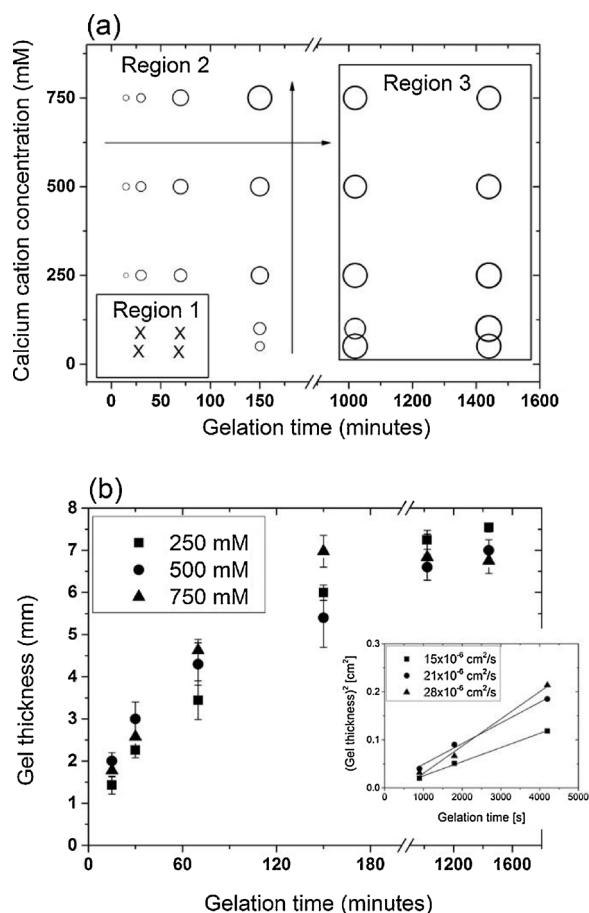 (a)
Calcium cation concentration (mM)
750
500
250
0
Region 2
Region 3
Region 1
X X
X X
0 50 100 150 1000 1200 1400 1600
Gelation time (minutes)
(b)
Gel thickness (mm)
8
7
6
5
4
3
2
1
0
250 mM
500 mM
750 mM
(Gel thickness)² [cm²]
0.3
0.2
0.1
0.0
15x10⁻⁶ cm²/s
21x10⁻⁶ cm²/s
28x10⁻⁶ cm²/s
0 1000 2000 3000 4000 5000
Gelation time [s]
0 60 120 180 1200 1600
Gelation time (minutes)